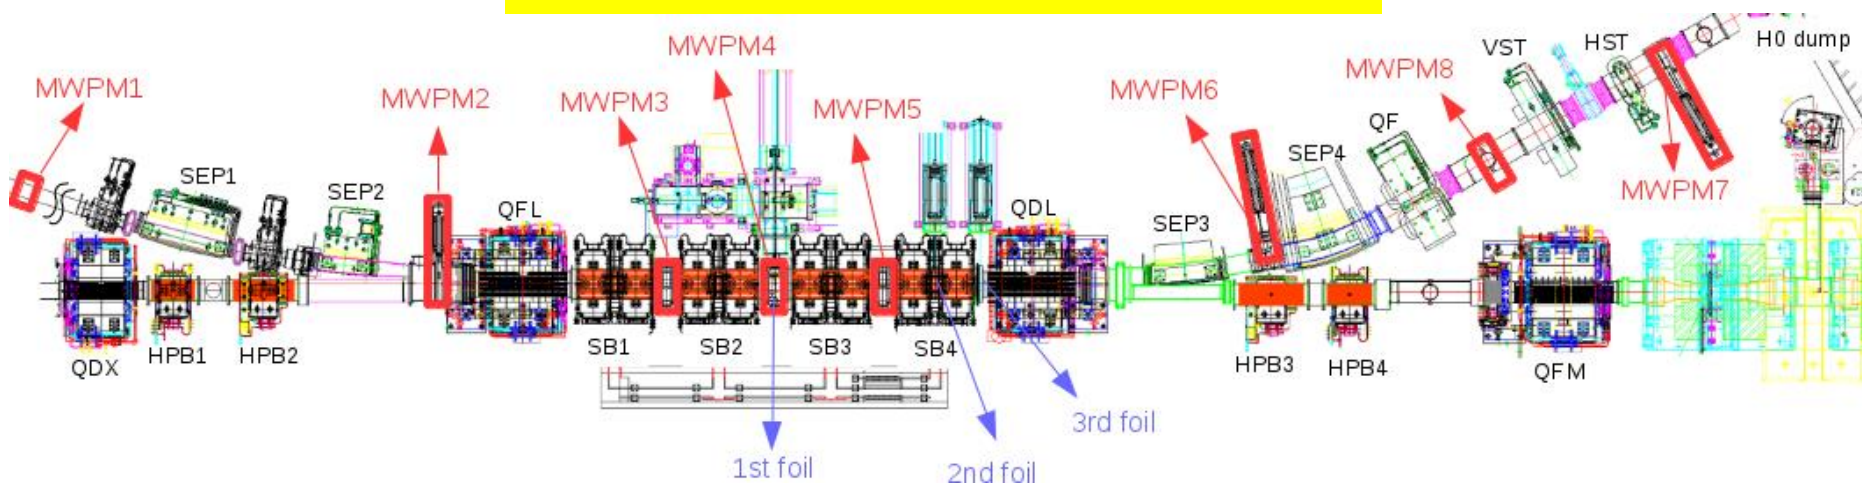 H0 dump
VST
HST
MWPM4
MWPM1
MWPM2
MWPM3
MWPM5
MWPM6
MWPM8
MWPM7
SEP1
SEP2
QFL
QDL
SEP3
SEP4
QF
QDX
HPB1
HPB2
SB1
SB2
SB3
SB4
HPB3
HPB4
QFM
1st foil
2nd foil
3rd foil